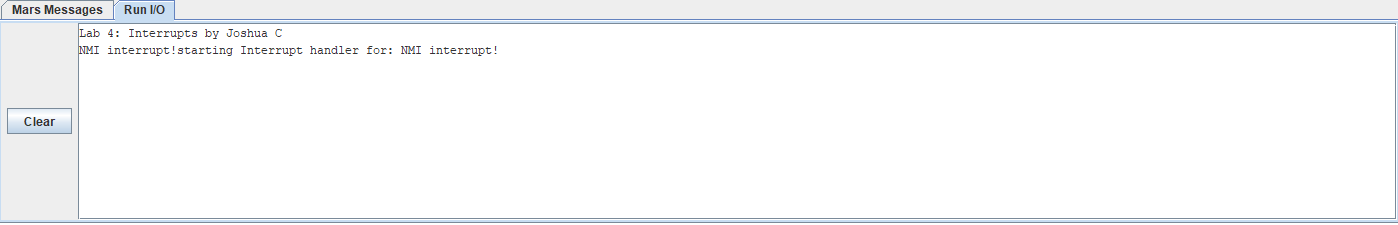 Mars Messages Run I/O
Lab 4: Interrupts by Joshua C
NMI interrupt!starting Interrupt handler for: NMI interrupt!
Clear